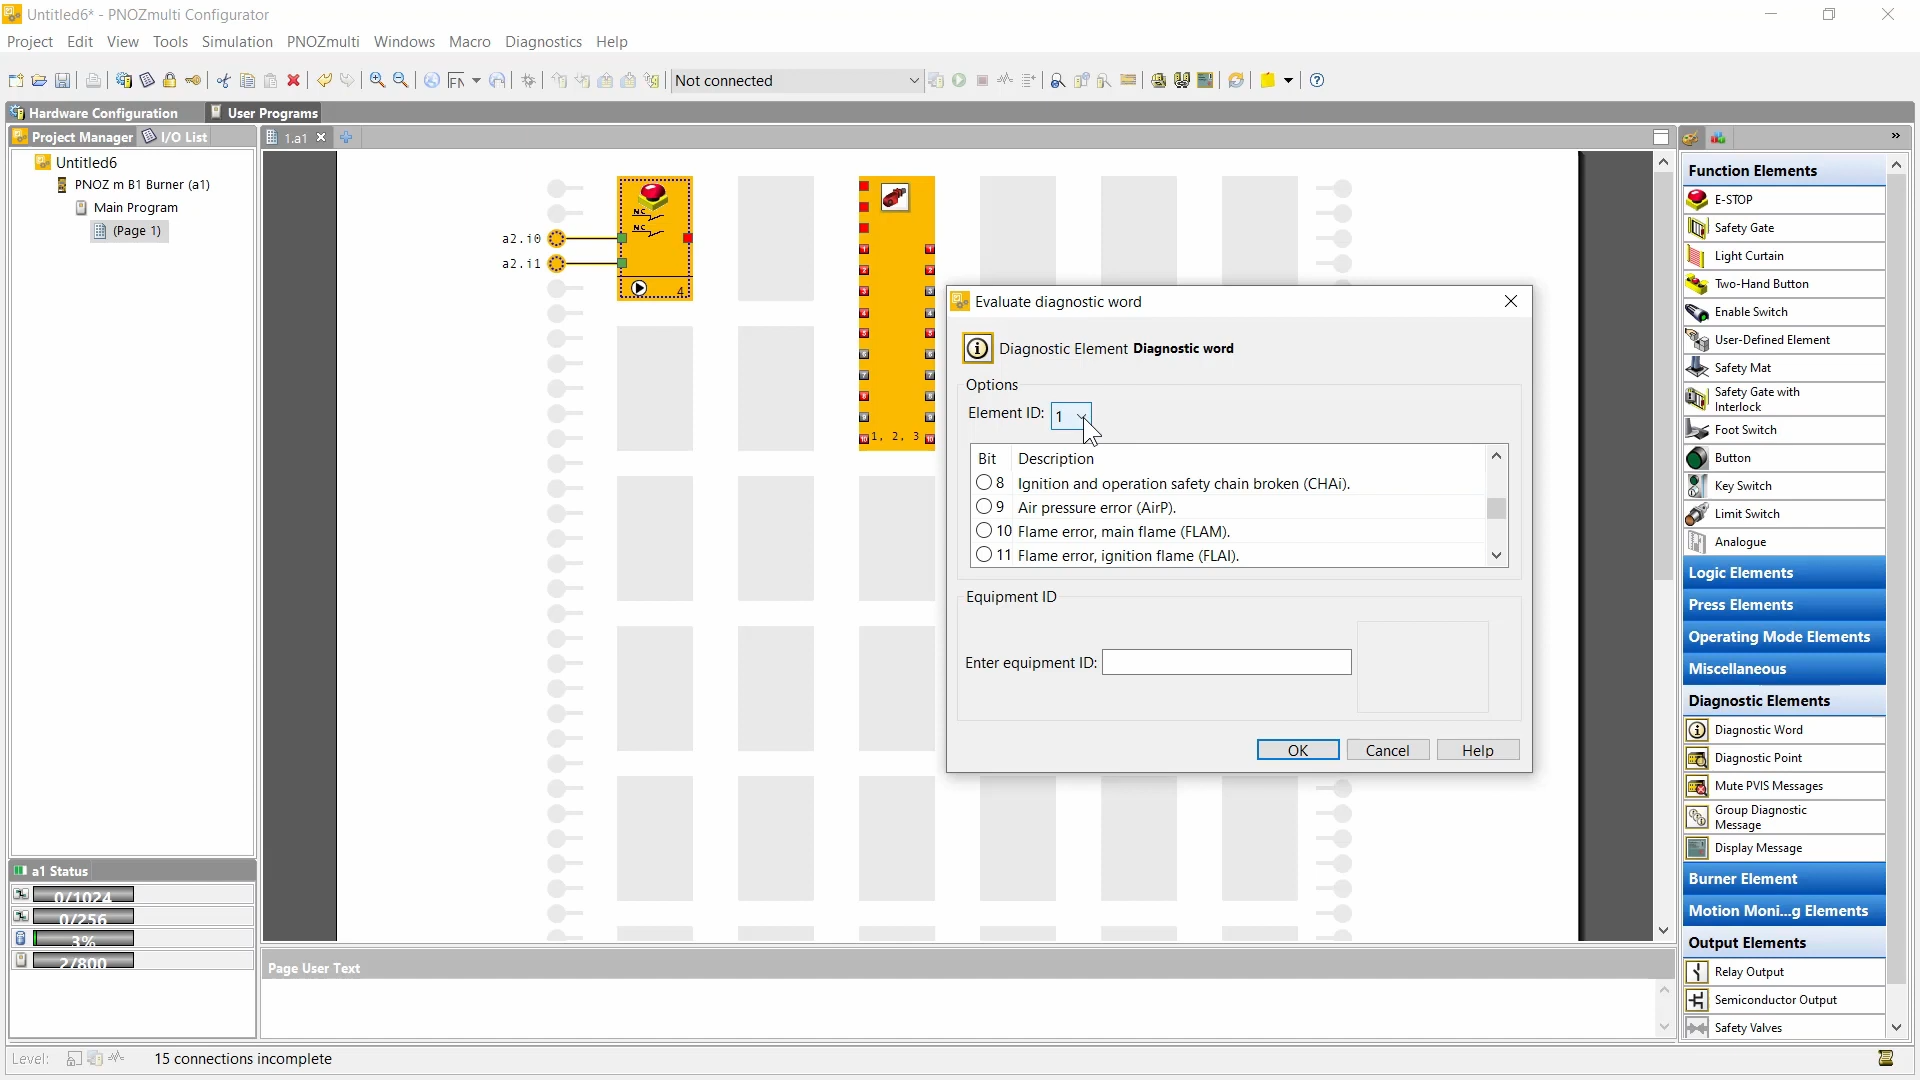 Untitled6* - PNOZmulti Configurator
Project Edit View Tools Simulation PNOZmulti Windows Macro Diagnostics Help
Not connected
Hardware Configuration User Programs
Project Manager I/O List
1.a1
Untitled6
PNOZ m B1 Burner (a1)
Main Program
(Page 1)
NC
NC
a2.i0
a2.i1
4
1, 2, 3
Evaluate diagnostic word
Diagnostic Element Diagnostic word
Options
Element ID: 1
Bit Description
8 Ignition and operation safety chain broken (CHAi).
9 Air pressure error (AirP).
10 Flame error, main flame (FLAM).
11 Flame error, ignition flame (FLAI).
Equipment ID
Enter equipment ID:
OK Cancel Help
Function Elements
E-STOP
Safety Gate
Light Curtain
Two-Hand Button
Enable Switch
User-Defined Element
Safety Mat
Safety Gate with
Interlock
Foot Switch
Button
Key Switch
Limit Switch
Analogue
Logic Elements
Press Elements
Operating Mode Elements
Miscellaneous
Diagnostic Elements
Diagnostic Word
Diagnostic Point
Mute PVIS Messages
Group Diagnostic
Message
Display Message
Burner Element
Motion Moni...g Elements
Output Elements
Relay Output
Semiconductor Output
Safety Valves
a1 Status
0/1024
0/256
3%
2/800
Page User Text
Level: 15 connections incomplete